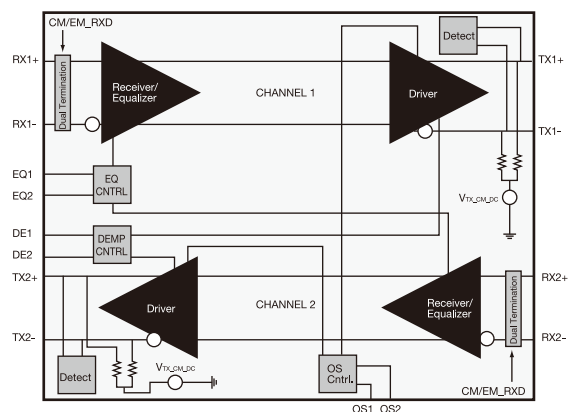 CM/EM_RXD
RX1+
Dual Termination
Receiver/
Equalizer
CHANNEL 1
Detect
TX1+
Driver
RX1-
TX1-
EQ1
EQ2
EQ
CNTRL
VTX_CM_DC
DE1
DE2
DEMP
CNTRL
TX2+
RX2+
Driver
CHANNEL 2
Receiver/
Equalizer
Dual Termination
TX2-
RX2-
Detect
VTX_CM_DC
OS
Cntrl.
CM/EM_RXD
OS1 OS2